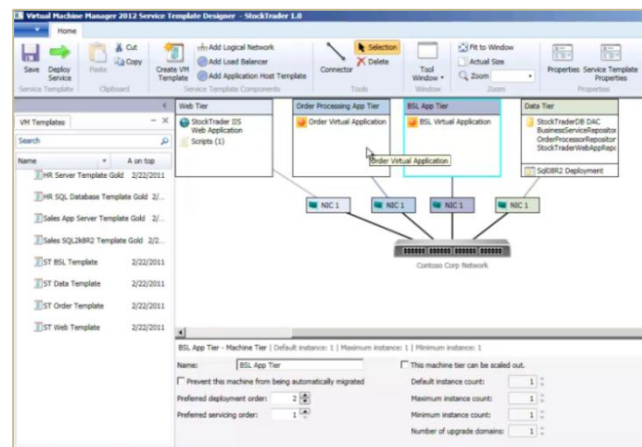 Virtual Machine Manager 2012 Service Template Designer - StockTrader 1.0
Home
Save
Deploy Service
Service Template
Paste
Cut
Copy
Clipboard
Create VM Template
Add Logical Network
Add Load Balancer
Add Application Host Template
Service Template Components
Connector
Selection
Delete
Tools
Tool Window
Window
Fit to Window
Actual Size
Zoom
Zoom
Properties
Service Template Properties
Properties
VM Templates
Search
Name A on top
HR Server Template Gold 2/22/2011
HR SQL Database Template Gold 2/...
Sales App Server Template Gold 2/...
Sales SQL2k8R2 Template Gold 2/2...
ST BSL Template 2/22/2011
ST Data Template 2/22/2011
ST Order Template 2/22/2011
ST Web Template 2/22/2011
Web Tier
StockTrader IIS
Web Application
Scripts (1)
Order Processing App Tier
Order Virtual Application
Order Virtual Application
BSL App Tier
BSL Virtual Application
Data Tier
StockTraderDB DAC
BusinessServiceRepositor
OrderProcessorRepositor
StockTraderWebAppRepo
Sql08R2 Deployment
NIC 1
NIC 1
NIC 1
NIC 1
Contoso Corp Network
BSL App Tier - Machine Tier | Default instance: 1 | Maximum instance: 1 | Minimum instance: 1
Name: BSL App Tier
Prevent this machine from being automatically migrated
Preferred deployment order: 2
Preferred servicing order: 1
This machine tier can be scaled out.
Default instance count: 1
Maximum instance count: 1
Minimum instance count: 1
Number of upgrade domains: 1